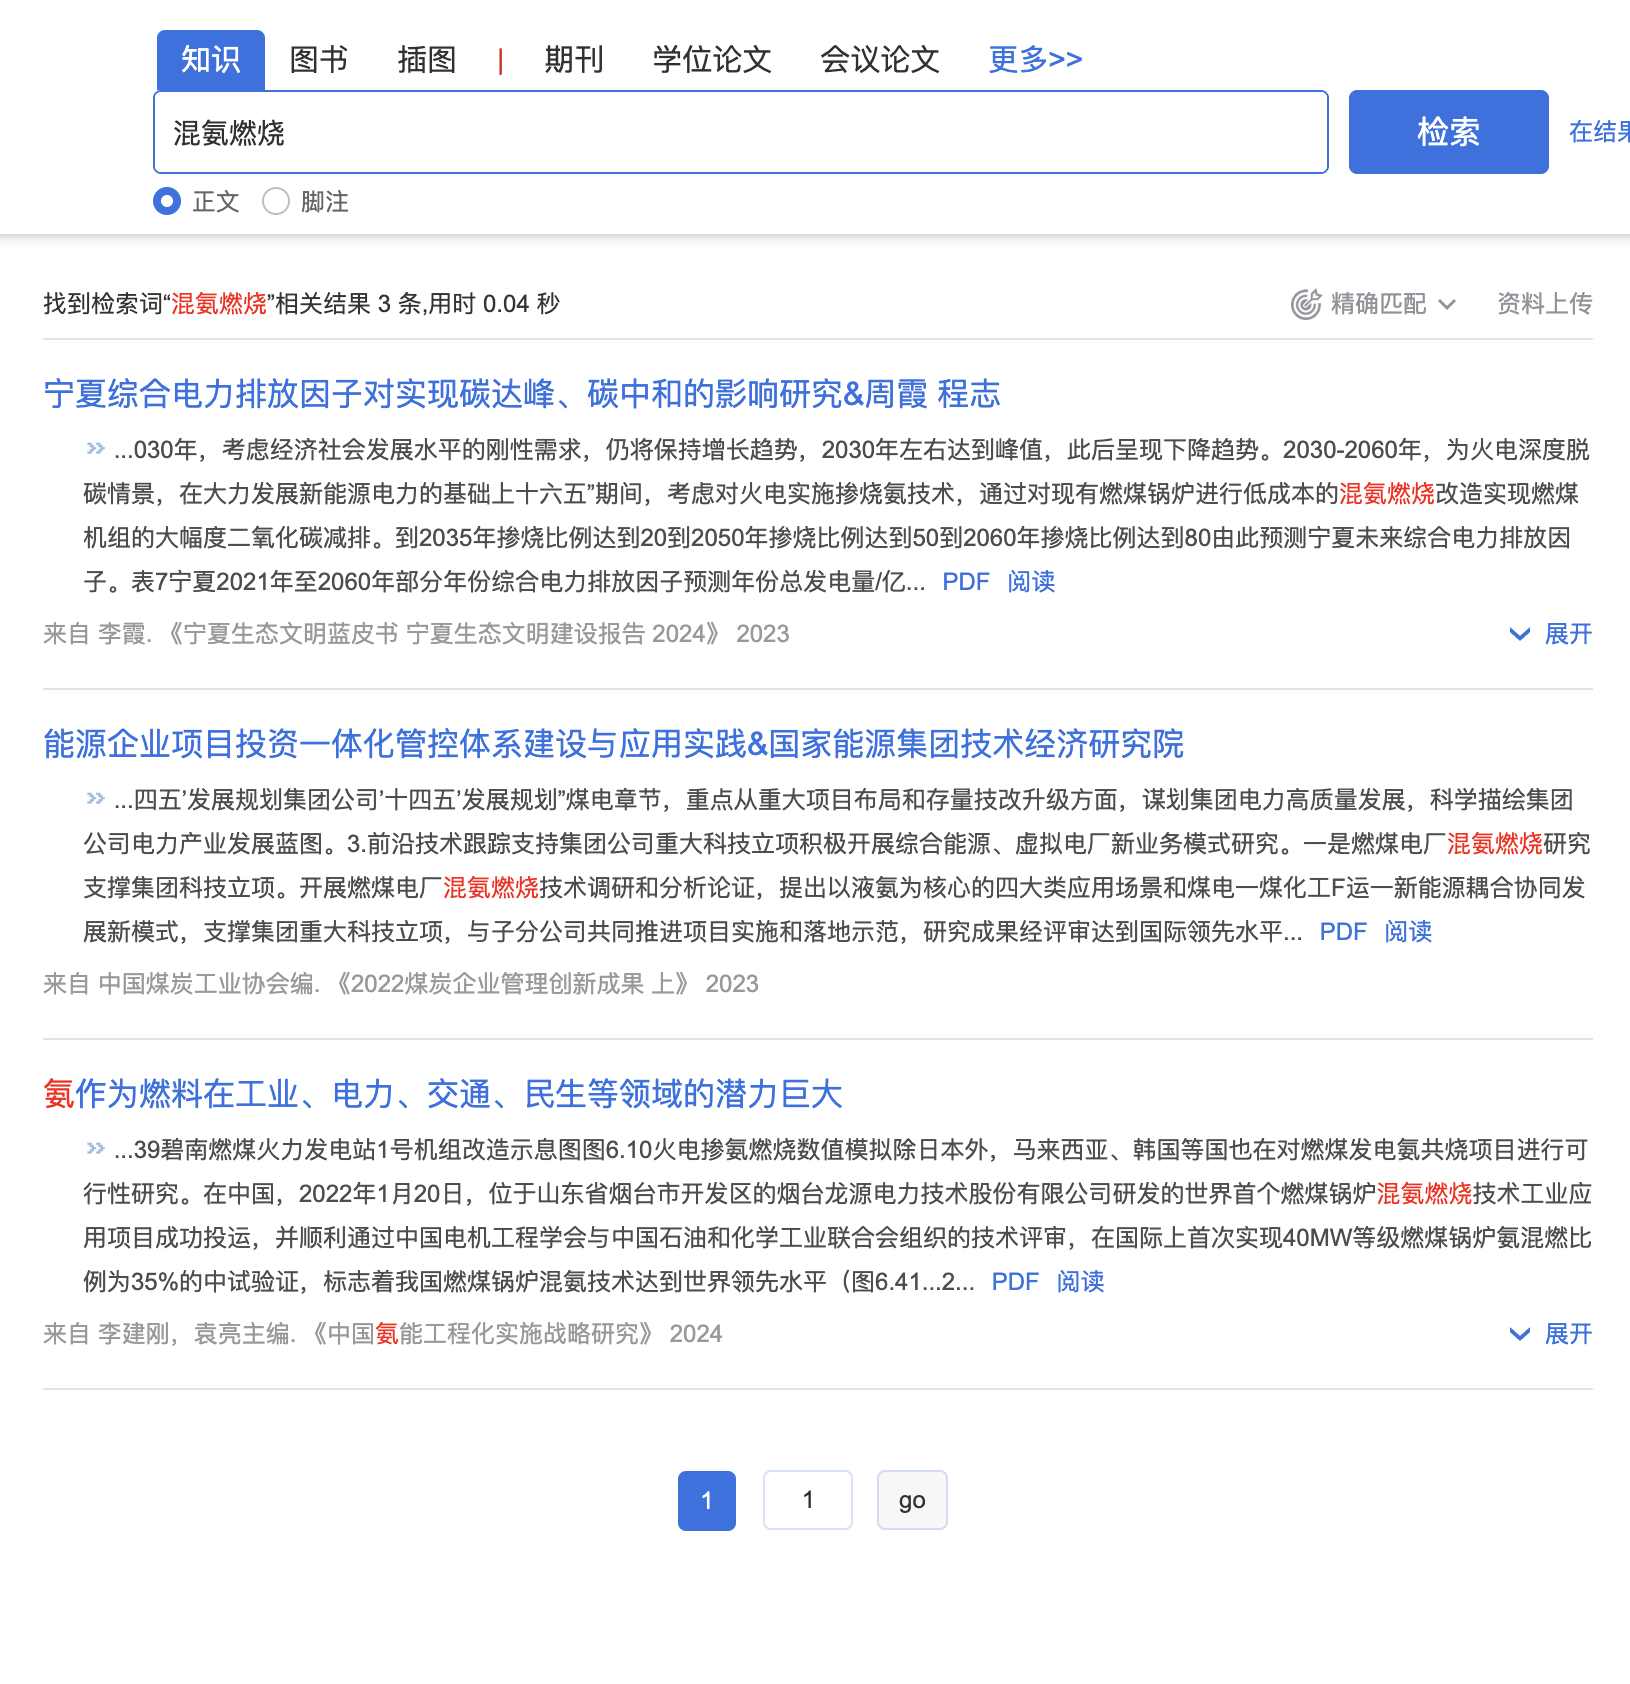 知识 图书 插图 | 期刊 学位论文 会议论文 更多>>
混氨燃烧 检索 在结果
正文 脚注
找到检索词“混氨燃烧”相关结果 3 条,用时 0.04 秒 精确匹配 资料上传
宁夏综合电力排放因子对实现碳达峰、碳中和的影响研究&周霞 程志
...030年，考虑经济社会发展水平的刚性需求，仍将保持增长趋势，2030年左右达到峰值，此后呈现下降趋势。2030-2060年，为火电深度脱
碳情景，在大力发展新能源电力的基础上十六五”期间，考虑对火电实施掺烧氨技术，通过对现有燃煤锅炉进行低成本的混氨燃烧改造实现燃煤
机组的大幅度二氧化碳减排。到2035年掺烧比例达到20到2050年掺烧比例达到50到2060年掺烧比例达到80由此预测宁夏未来综合电力排放因
子。表7宁夏2021年至2060年部分年份综合电力排放因子预测年份总发电量/亿... PDF 阅读
来自 李霞. 《宁夏生态文明蓝皮书 宁夏生态文明建设报告 2024》 2023 展开
能源企业项目投资一体化管控体系建设与应用实践&国家能源集团技术经济研究院
...四五’发展规划集团公司’十四五’发展规划”煤电章节，重点从重大项目布局和存量技改升级方面，谋划集团电力高质量发展，科学描绘集团
公司电力产业发展蓝图。3.前沿技术跟踪支持集团公司重大科技立项积极开展综合能源、虚拟电厂新业务模式研究。一是燃煤电厂混氨燃烧研究
支撑集团科技立项。开展燃煤电厂混氨燃烧技术调研和分析论证，提出以液氨为核心的四大类应用场景和煤电一煤化工F运一新能源耦合协同发
展新模式，支撑集团重大科技立项，与子分公司共同推进项目实施和落地示范，研究成果经评审达到国际领先水平... PDF 阅读
来自 中国煤炭工业协会编. 《2022煤炭企业管理创新成果 上》 2023
氨作为燃料在工业、电力、交通、民生等领域的潜力巨大
...39碧南燃煤火力发电站1号机组改造示息图图6.10火电掺氨燃烧数值模拟除日本外，马来西亚、韩国等国也在对燃煤发电氨共烧项目进行可
行性研究。在中国，2022年1月20日，位于山东省烟台市开发区的烟台龙源电力技术股份有限公司研发的世界首个燃煤锅炉混氨燃烧技术工业应
用项目成功投运，并顺利通过中国电机工程学会与中国石油和化学工业联合会组织的技术评审，在国际上首次实现40MW等级燃煤锅炉氨混燃比
例为35%的中试验证，标志着我国燃煤锅炉混氨技术达到世界领先水平（图6.41...2... PDF 阅读
来自 李建刚，袁亮主编. 《中国氨能工程化实施战略研究》 2024 展开
1 1 go